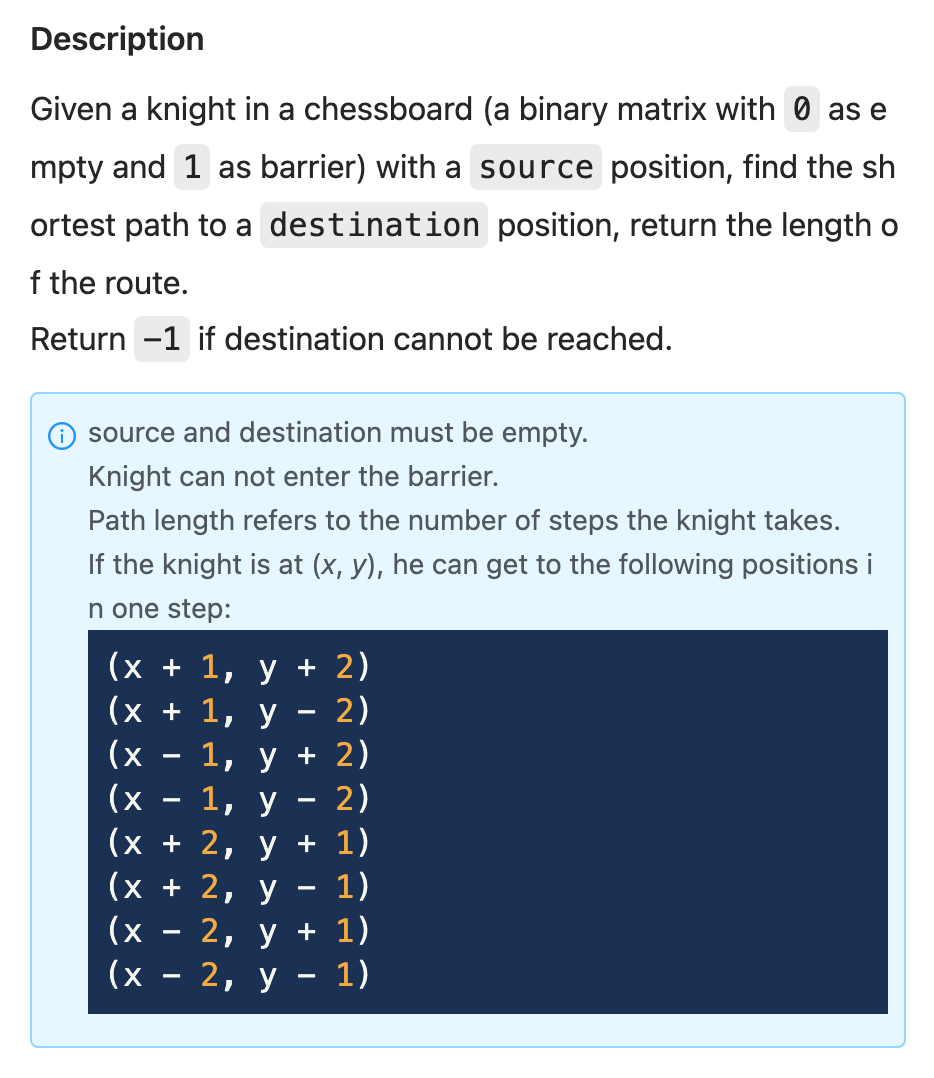 Description
Given a knight in a chessboard (a binary matrix with 0 as e
mpty and 1 as barrier) with a source position, find the sh
ortest path to a destination position, return the length o
f the route.
Return -1 if destination cannot be reached.
source and destination must be empty.
Knight can not enter the barrier.
Path length refers to the number of steps the knight takes.
If the knight is at (x, y), he can get to the following positions i
n one step:
(x + 1, y + 2)
(x + 1, y - 2)
(x - 1, y + 2)
(x - 1, y - 2)
(x + 2, y + 1)
(x + 2, y - 1)
(x - 2, y + 1)
(x - 2, y - 1)